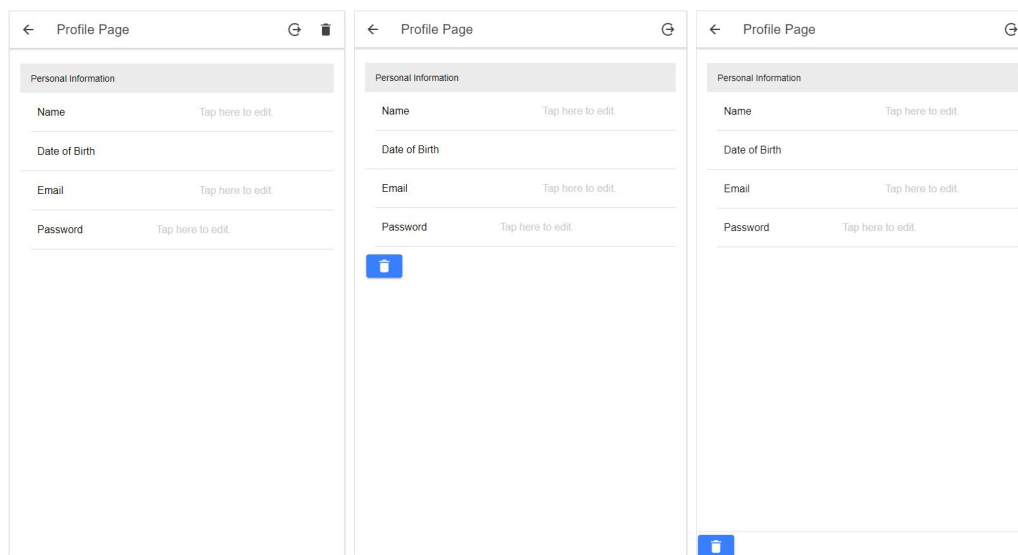 Profile Page
Personal Information
Name Tap here to edit.
Date of Birth
Email Tap here to edit.
Password Tap here to edit.
Profile Page
Personal Information
Name Tap here to edit.
Date of Birth
Email Tap here to edit.
Password Tap here to edit.
Profile Page
Personal Information
Name Tap here to edit.
Date of Birth
Email Tap here to edit.
Password Tap here to edit.